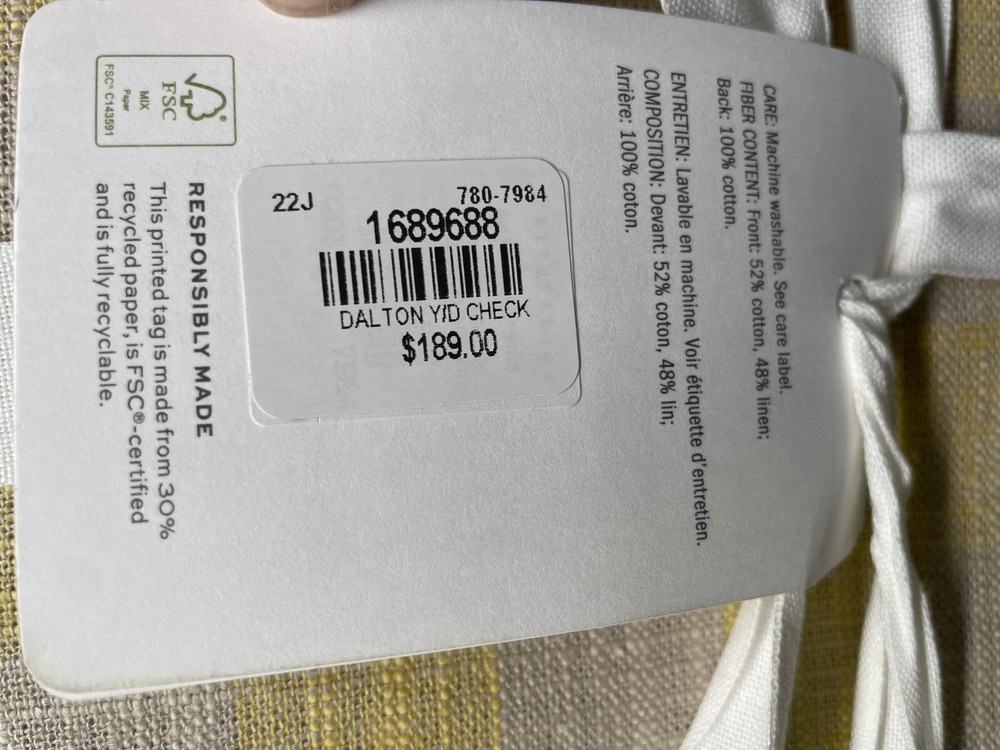 CARE: Machine washable. See care label.
FIBER CONTENT: Front: 52% cotton, 48% linen;
Back: 100% cotton.
ENTRETIEN: Lavable en machine. Voir étiquette d'entretien.
COMPOSITION: Devant: 52% coton, 48% lin;
Arrière: 100% coton.
22J
780-7984
1689688
DALTON Y/D CHECK
$189.00
RESPONSIBLY MADE
This printed tag is made from 30%
recycled paper, is FSC®-certified
and is fully recyclable.
FSC
MIX
Paper
FSC® C143591